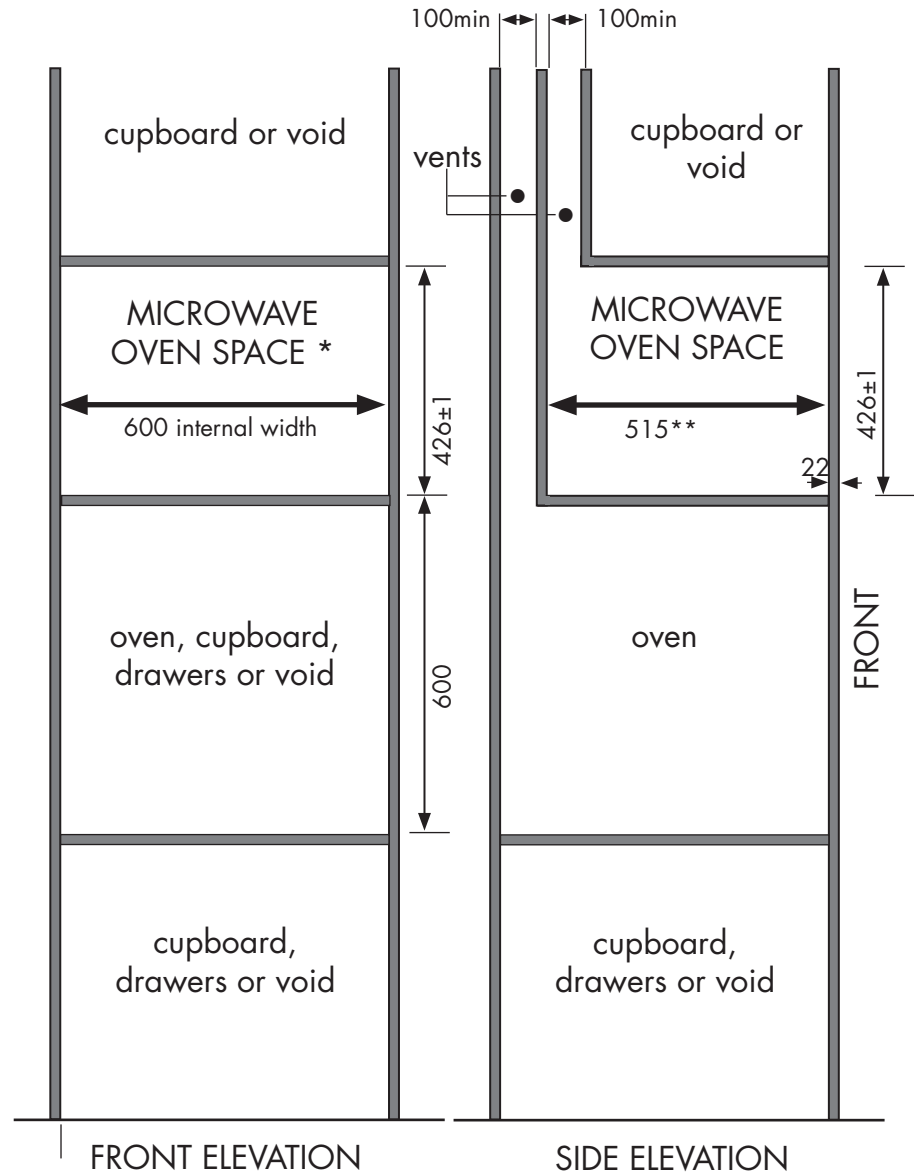 100min
100min
cupboard or void
vents
cupboard or
void
MICROWAVE
OVEN SPACE *
600 internal width
426±1
MICROWAVE
OVEN SPACE
515**
426±1
22
oven, cupboard,
drawers or void
600
oven
FRONT
cupboard,
drawers or void
cupboard,
drawers or void
FRONT ELEVATION
SIDE ELEVATION